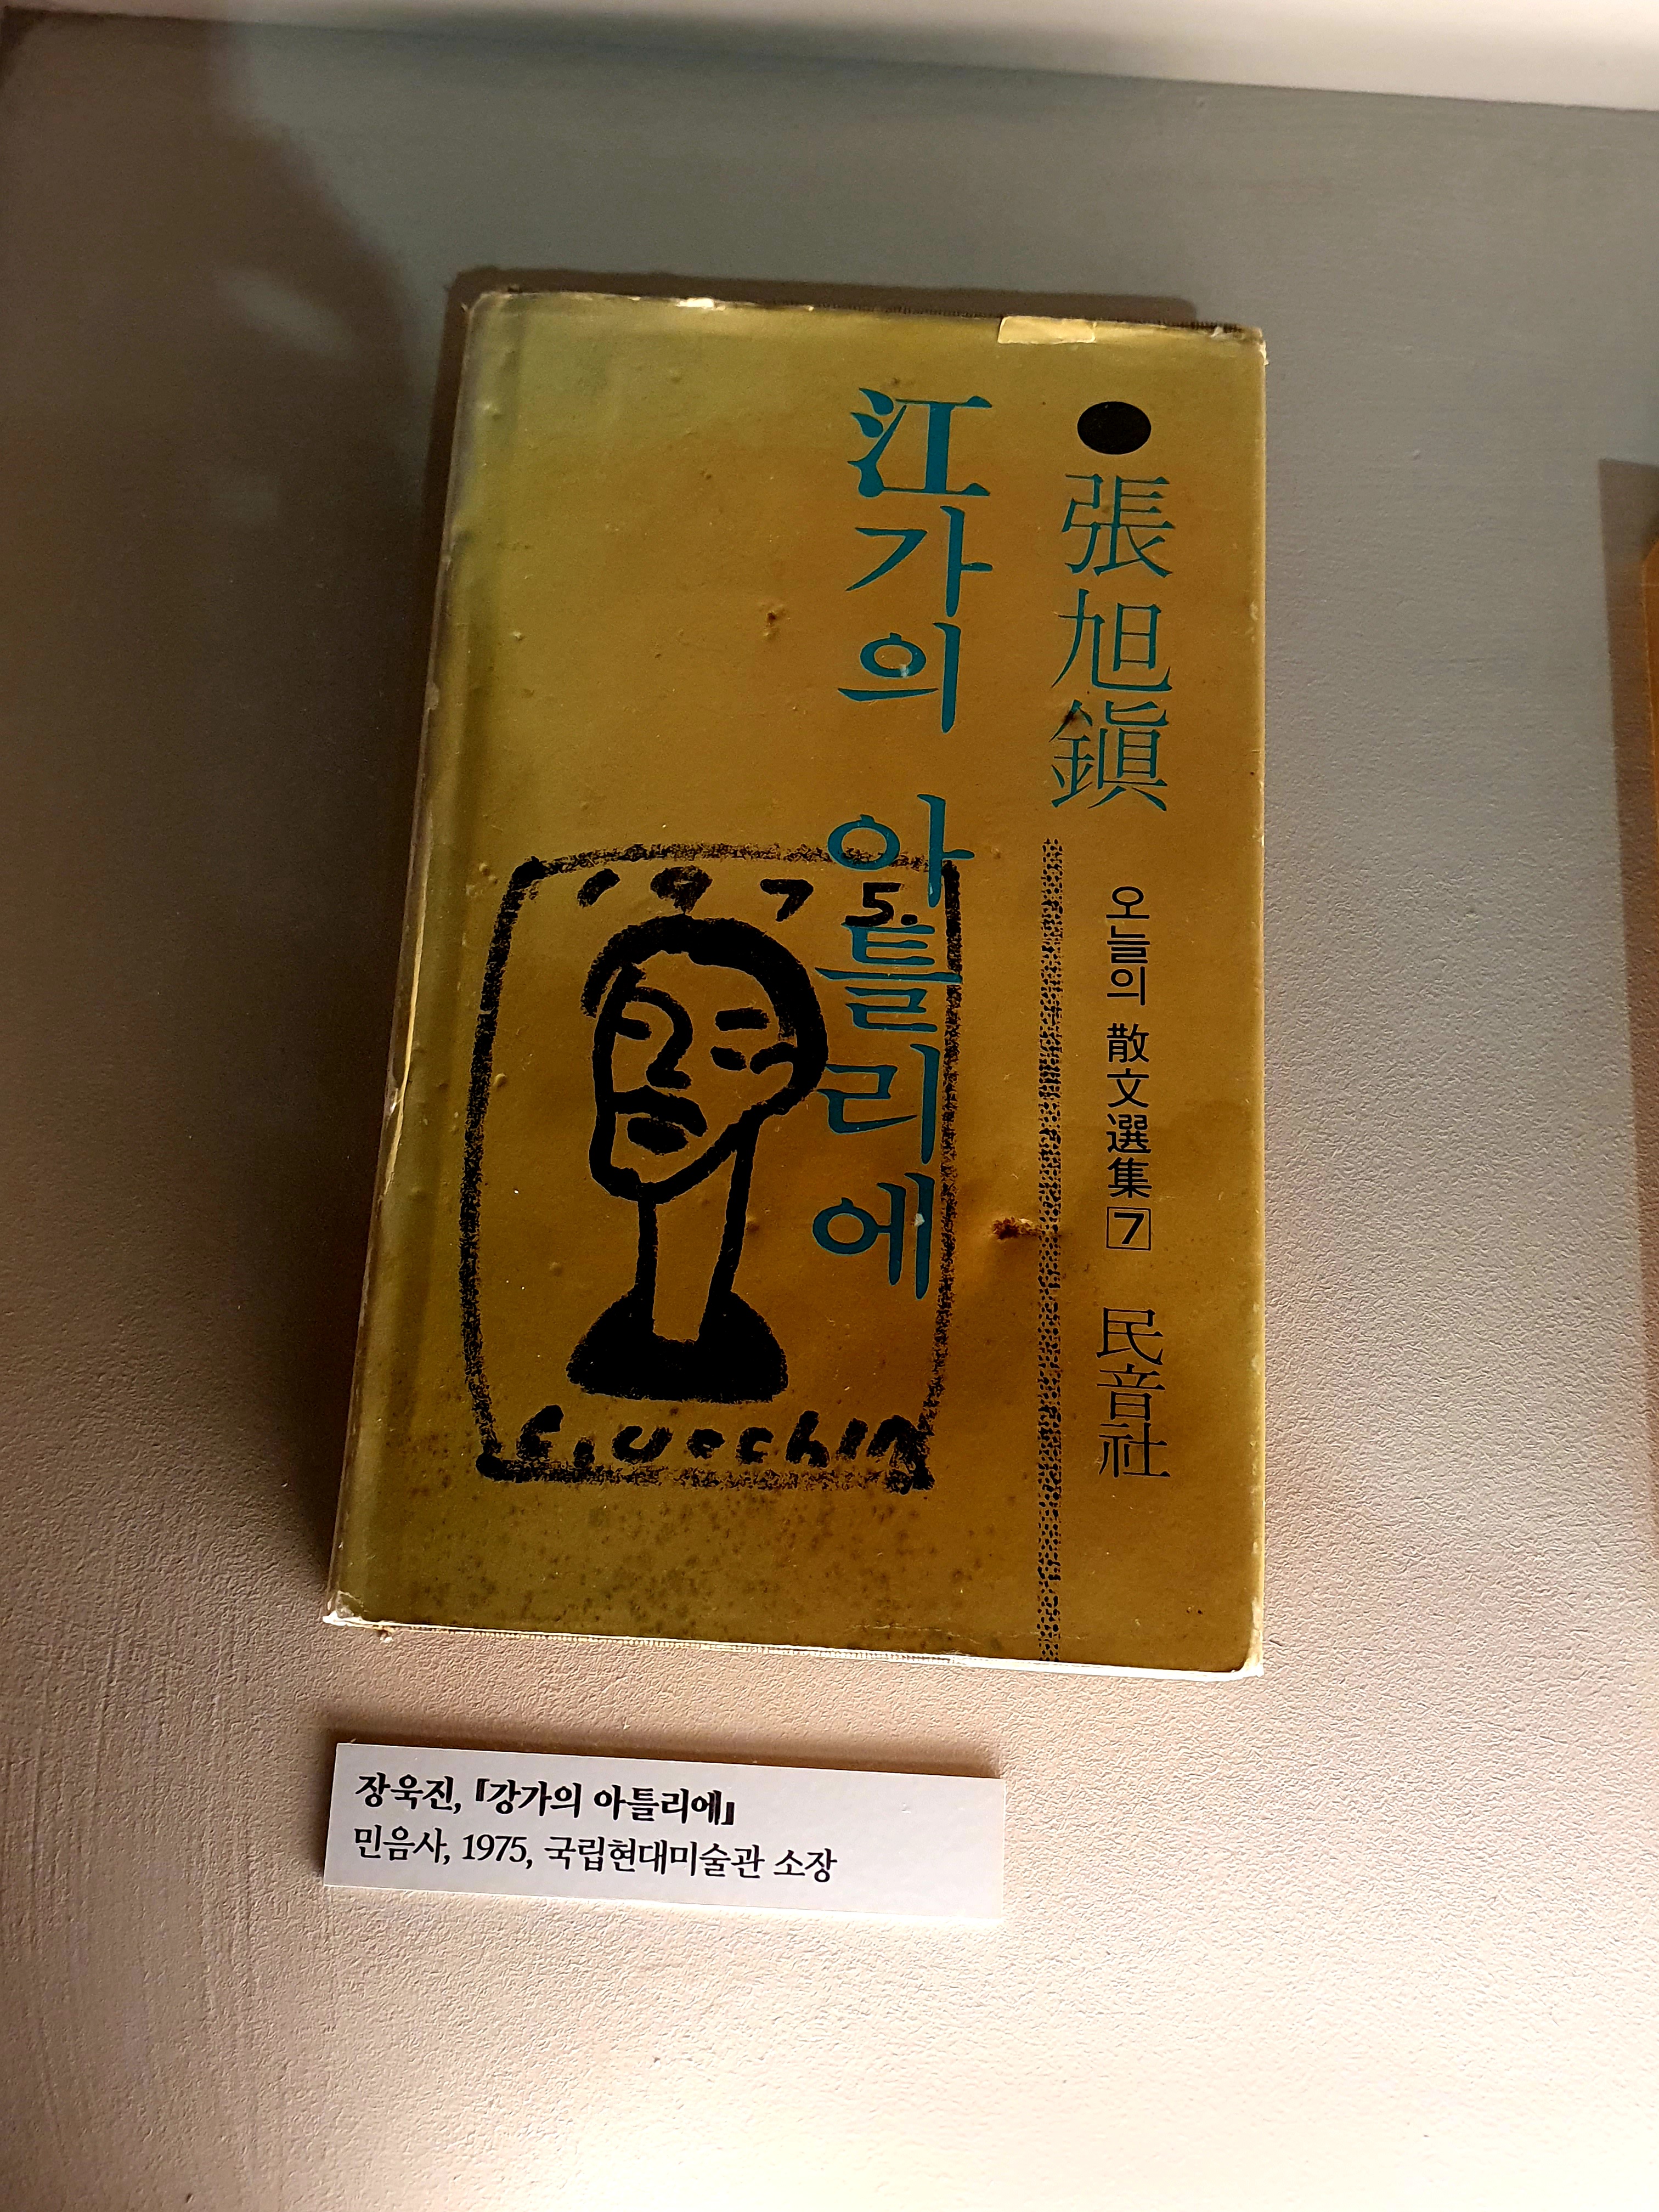 張旭鎭
오늘의 散文選集 7
民音社
江가의 아틀리에
1975.
C.UCCHIN
장욱진, 『강가의 아틀리에』
민음사, 1975, 국립현대미술관 소장